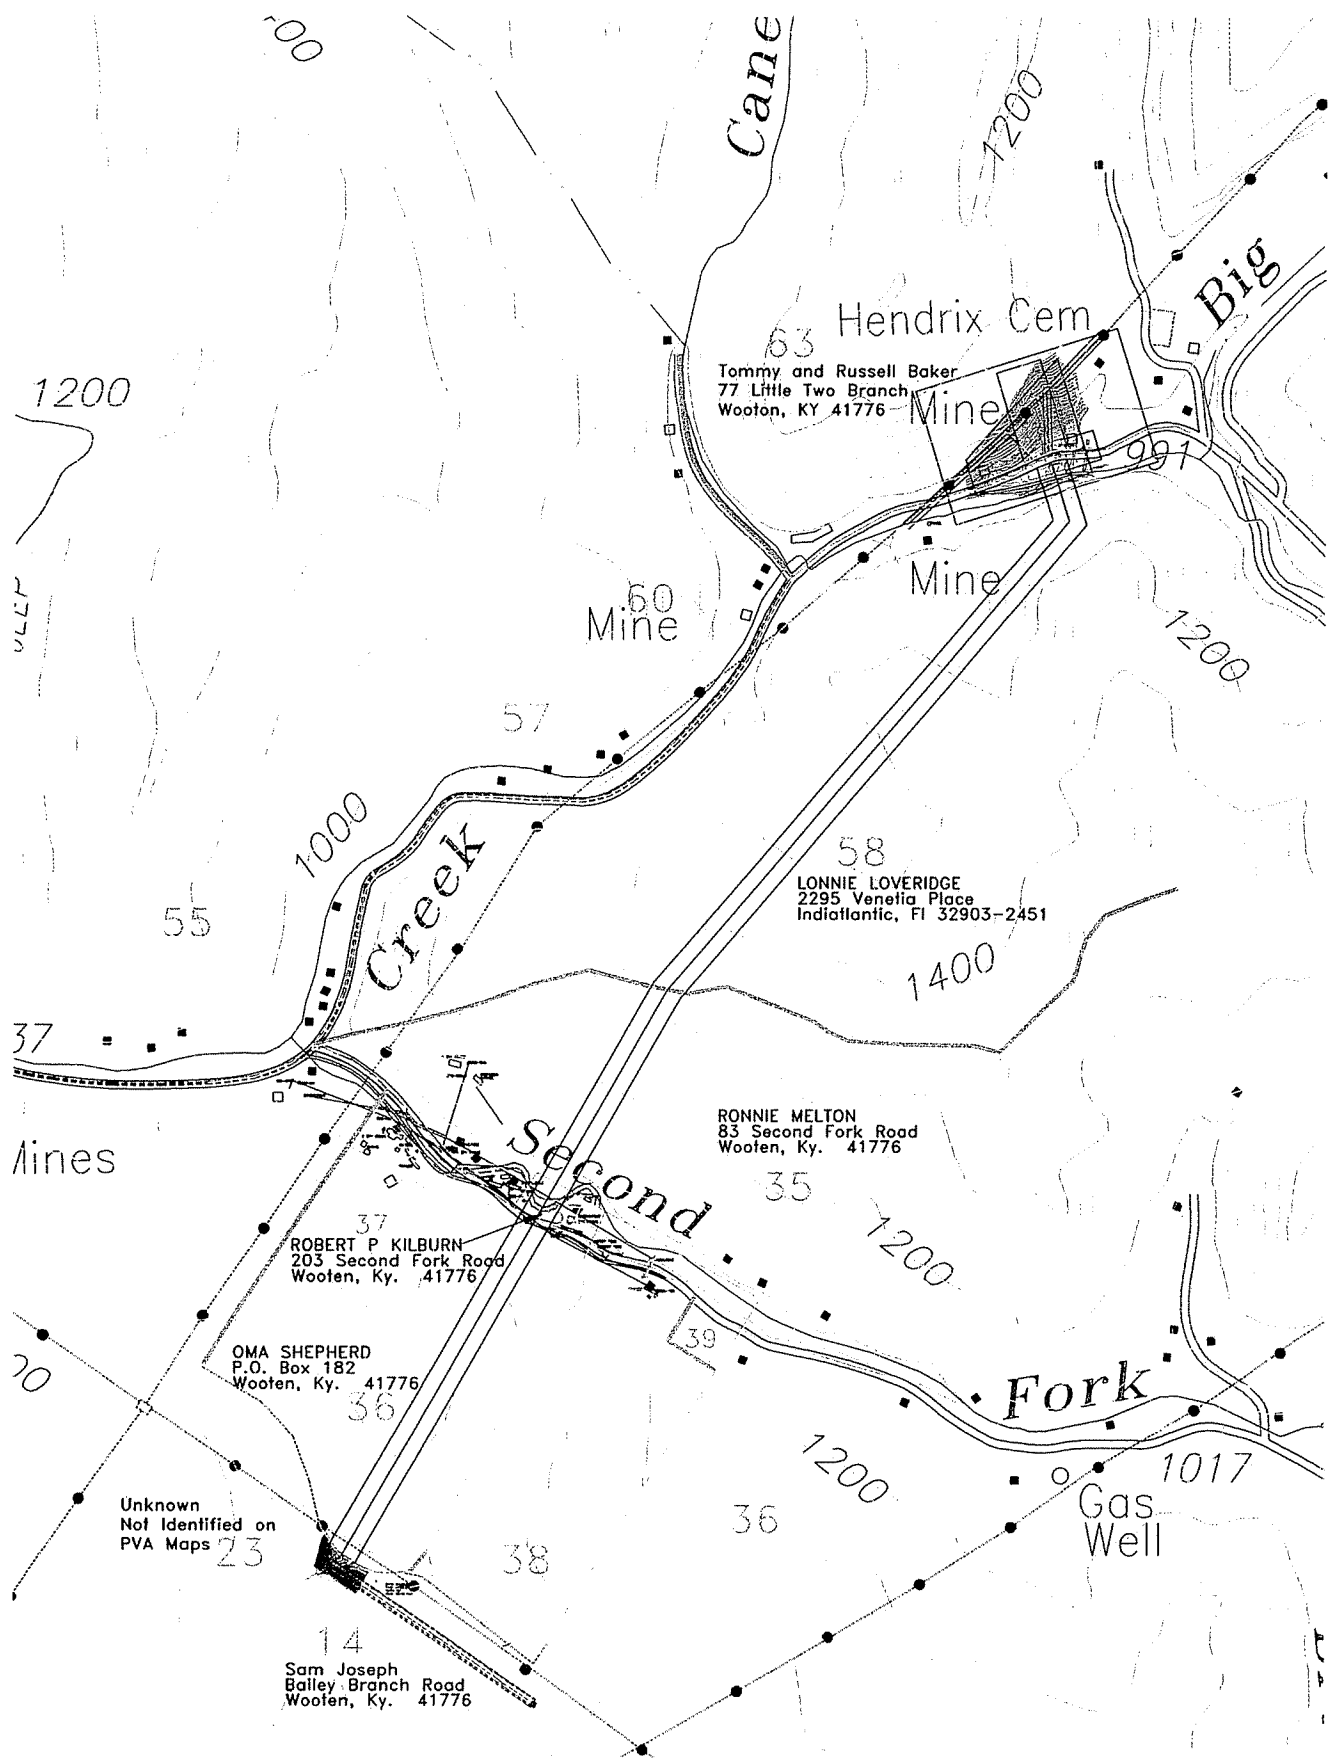 00
Cane
1200
Big
Hendrix Cem
63
Tommy and Russell Baker
77 Little Two Branch
Wooton, KY 41776
Mine
1200
991
Mine
60
Mine
1200
57
1000
Creek
58
LONNIE LOVERIDGE
2295 Venetia Place
Indiatlantic, Fl 32903-2451
55
1400
37
RONNIE MELTON
83 Second Fork Road
Wooten, Ky. 41776
Second
35
37
1200
ROBERT P KILBURN
203 Second Fork Road
Wooten, Ky. 41776
39
OMA SHEPHERD
P.O. Box 182
Wooten, Ky. 41776
36
Fork
1200
1017
Gas
Well
Unknown
Not Identified on
PVA Maps
23
36
38
14
Sam Joseph
Bailey Branch Road
Wooten, Ky. 41776